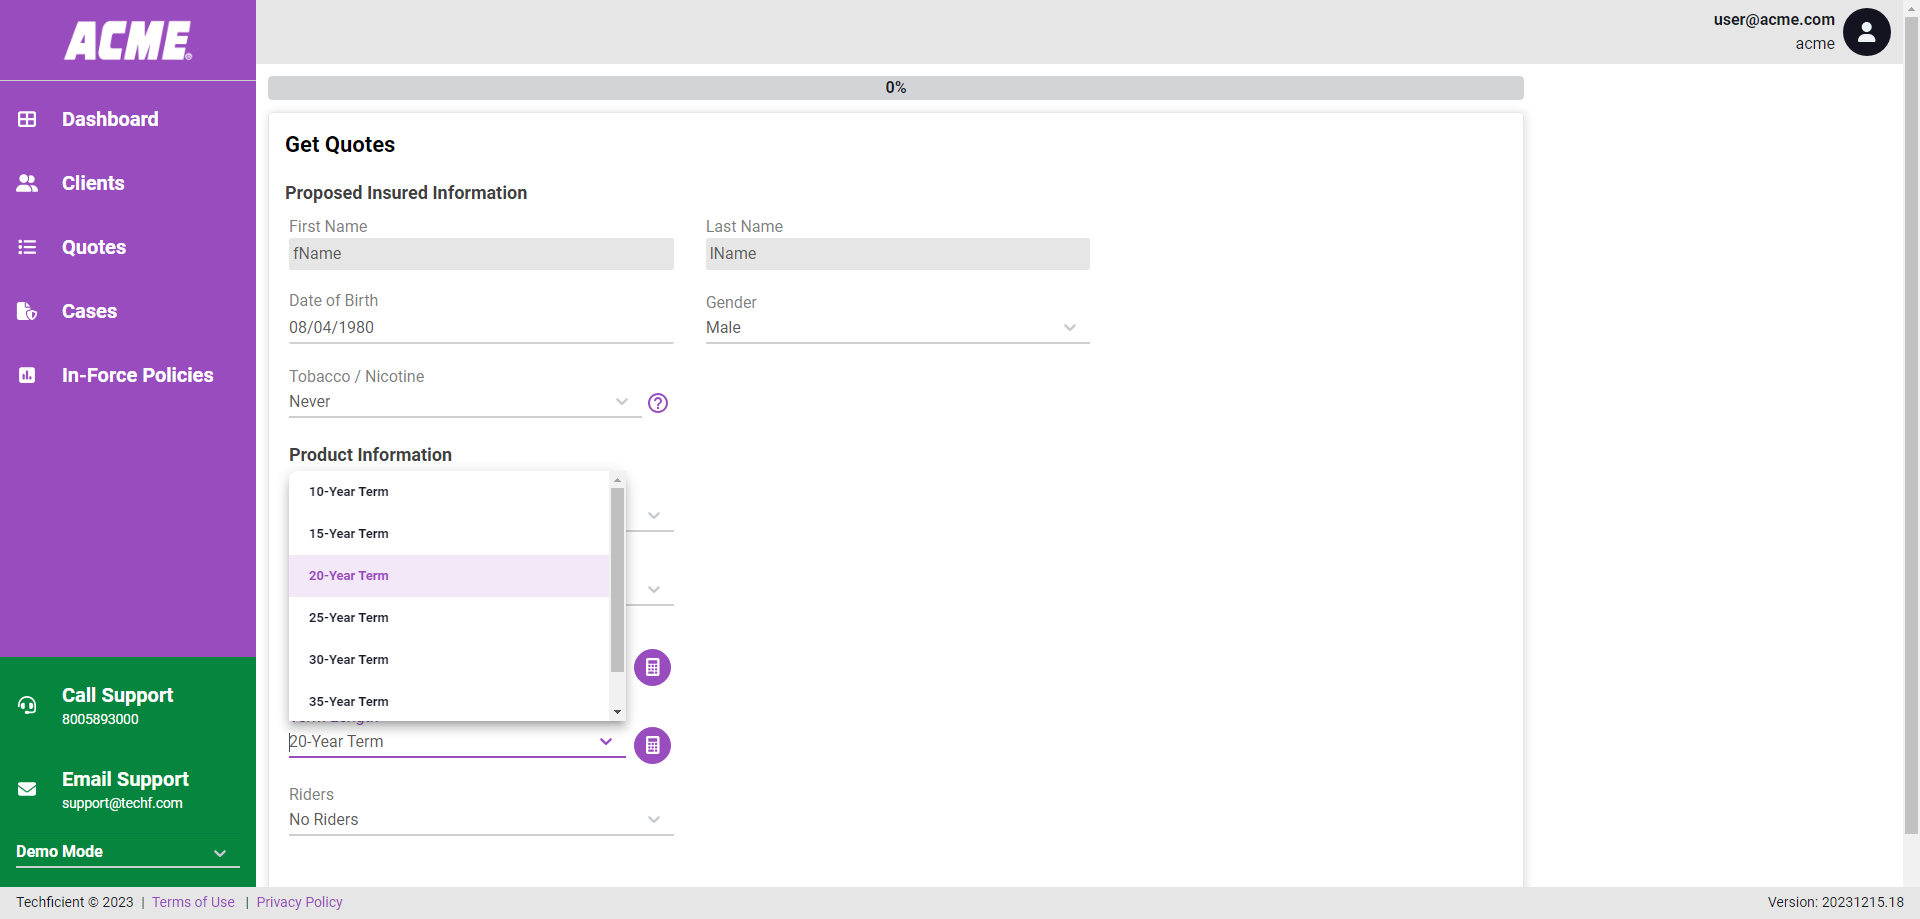 ACME
user@acme.com
acme
0%
Dashboard
Clients
Quotes
Cases
In-Force Policies
Get Quotes
Proposed Insured Information
First Name
Last Name
fName
lName
Date of Birth
Gender
08/04/1980
Male
Tobacco / Nicotine
Never
Product Information
10-Year Term
15-Year Term
20-Year Term
25-Year Term
30-Year Term
35-Year Term
Term Length
20-Year Term
Riders
No Riders
Call Support
8005893000
Email Support
support@techf.com
Demo Mode
Techficient © 2023 | Terms of Use | Privacy Policy
Version: 20231215.18